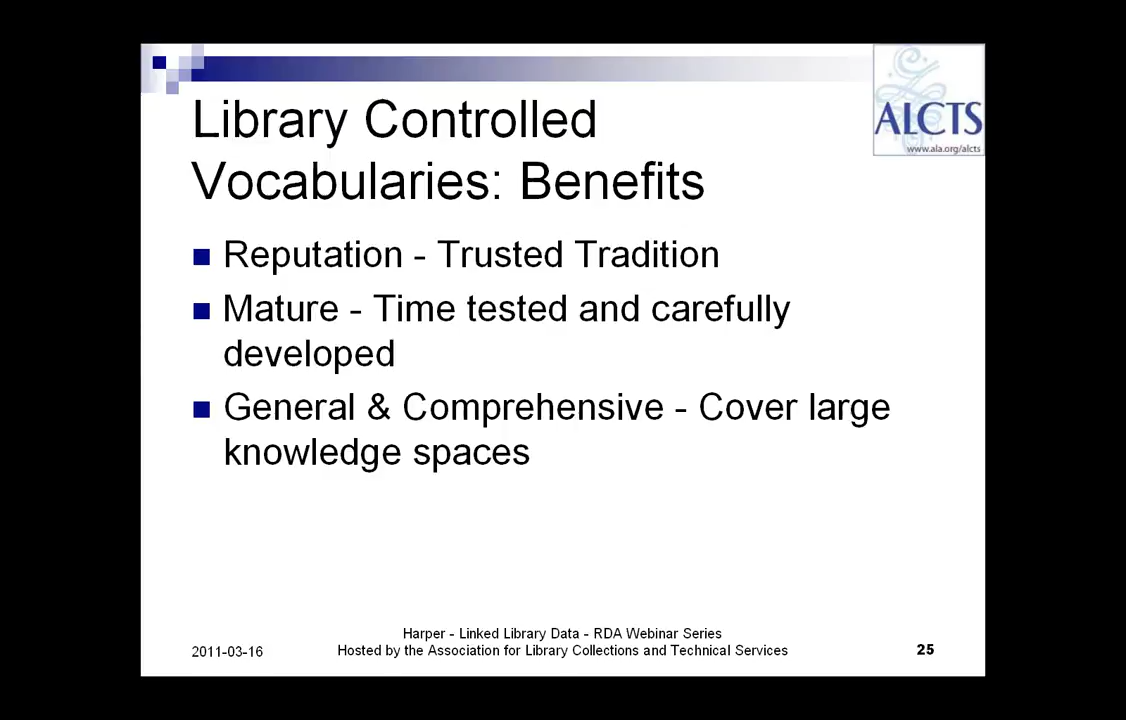 ALCTS
www.ala.org/alcts
Library Controlled
Vocabularies: Benefits
Reputation - Trusted Tradition
Mature - Time tested and carefully
developed
General & Comprehensive - Cover large
knowledge spaces
2011-03-16
Harper - Linked Library Data - RDA Webinar Series
Hosted by the Association for Library Collections and Technical Services
25